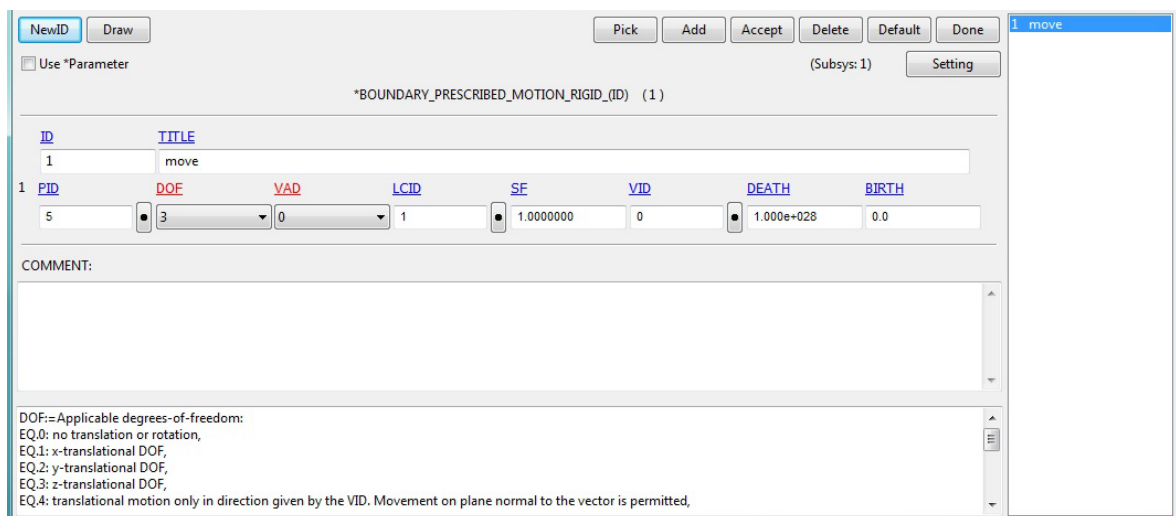 NewID Draw Pick Add Accept Delete Default Done
1 move
Use *Parameter (Subsys: 1) Setting
*BOUNDARY_PRESCRIBED_MOTION_RIGID_(ID) (1)
ID TITLE
1 move
1 PID DOF VAD LCID SF VID DEATH BIRTH
5 3 0 1 1.0000000 0 1.000e+028 0.0
COMMENT:
DOF:=Applicable degrees-of-freedom:
EQ.0: no translation or rotation,
EQ.1: x-translational DOF,
EQ.2: y-translational DOF,
EQ.3: z-translational DOF,
EQ.4: translational motion only in direction given by the VID. Movement on plane normal to the vector is permitted,